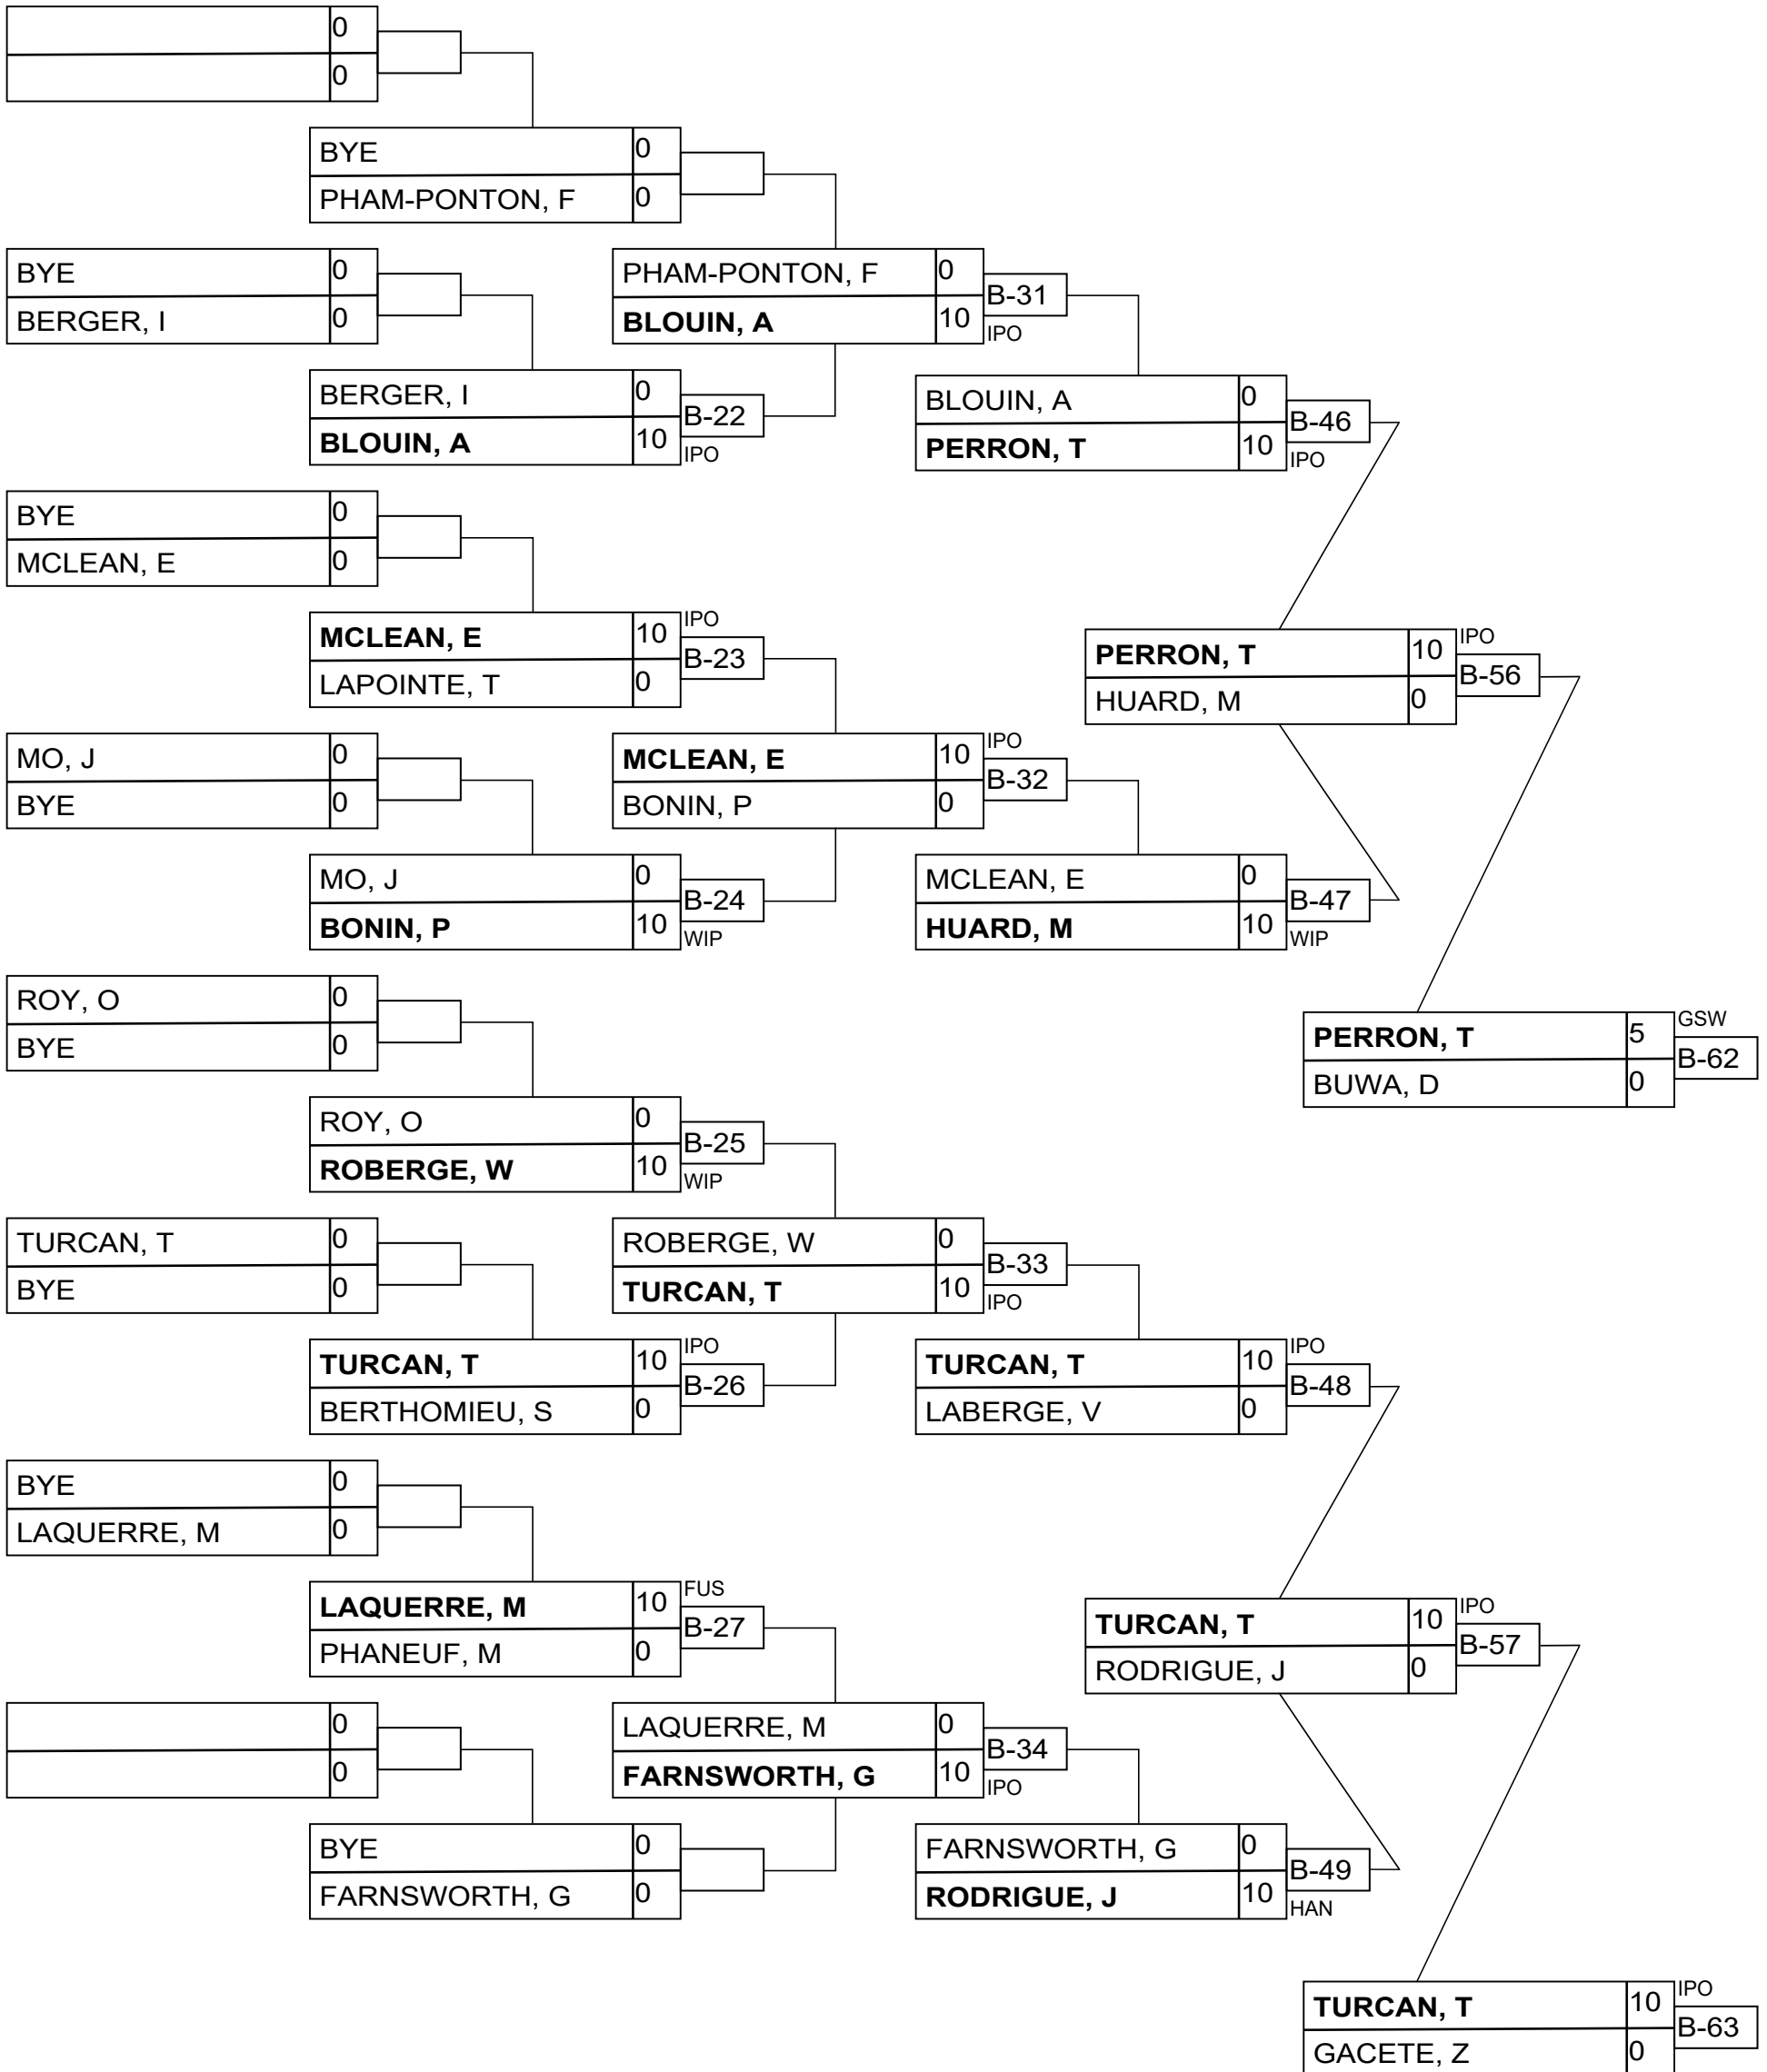 0
0
BYE 0
PHAM-PONTON, F 0
BYE 0
BERGER, I 0
PHAM-PONTON, F 0
B-31
BLOUIN, A 10
IPO
BERGER, I 0
B-22
BLOUIN, A 10
IPO
BLOUIN, A 0
B-46
PERRON, T 10
IPO
BYE 0
MCLEAN, E 0
IPO
MCLEAN, E 10
B-23
LAPOINTE, T 0
IPO
PERRON, T 10
B-56
HUARD, M 0
MO, J 0
BYE 0
IPO
MCLEAN, E 10
B-32
BONIN, P 0
MO, J 0
B-24
BONIN, P 10
WIP
MCLEAN, E 0
B-47
HUARD, M 10
WIP
ROY, O 0
BYE 0
GSW
PERRON, T 5
B-62
BUWA, D 0
ROY, O 0
B-25
ROBERGE, W 10
WIP
TURCAN, T 0
BYE 0
ROBERGE, W 0
B-33
TURCAN, T 10
IPO
IPO
TURCAN, T 10
B-26
BERTHOMIEU, S 0
IPO
TURCAN, T 10
B-48
LABERGE, V 0
BYE 0
LAQUERRE, M 0
FUS
LAQUERRE, M 10
B-27
PHANEUF, M 0
IPO
TURCAN, T 10
B-57
RODRIGUE, J 0
0
0
LAQUERRE, M 0
B-34
FARNSWORTH, G 10
IPO
BYE 0
FARNSWORTH, G 0
FARNSWORTH, G 0
B-49
RODRIGUE, J 10
HAN
IPO
TURCAN, T 10
B-63
GACETE, Z 0